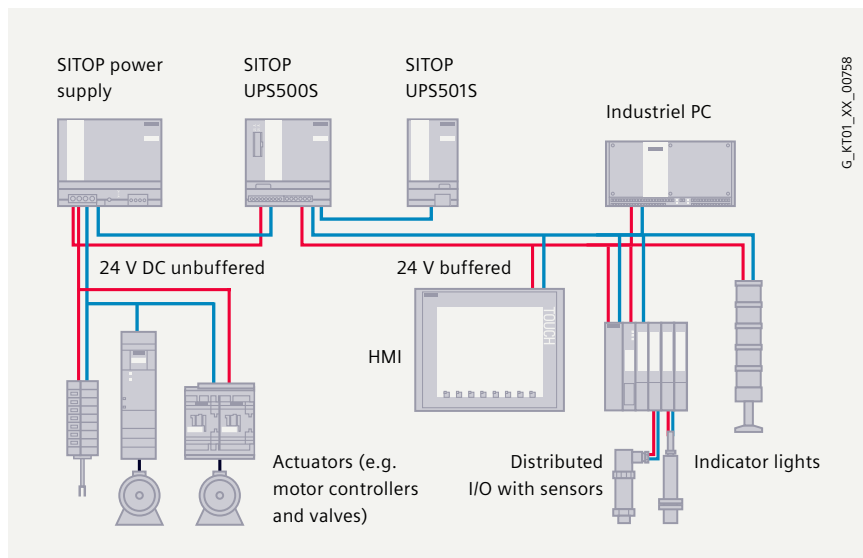 SITOP power
supply
SITOP
UPS500S
SITOP
UPS501S
Industriel PC
G_KT01_XX_00758
24 V DC unbuffered
24 V buffered
HMI
TOUCH
Actuators (e.g.
motor controllers
and valves)
Distributed
I/O with sensors
Indicator lights